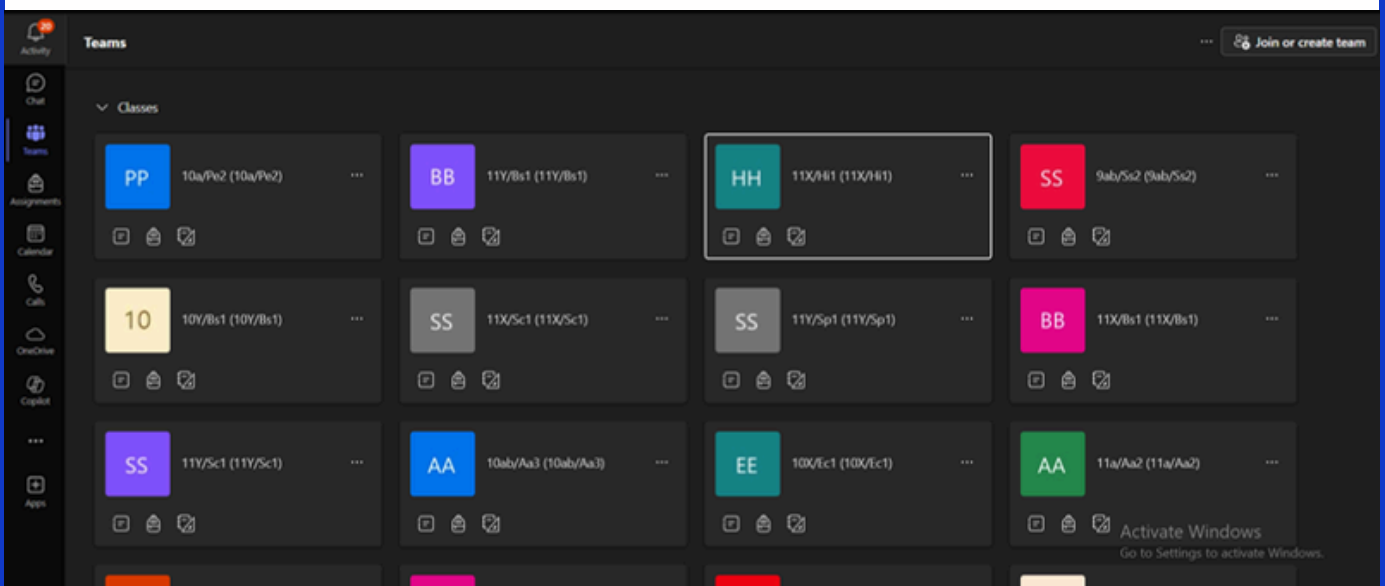 20
Activity
Teams
··· Join or create team
Chat
Classes
Teams
Assignments
Calendar
Calls
OneDrive
Copilot
···
Apps
PP 10a/Pe2 (10a/Pe2) ···
BB 11Y/Bs1 (11Y/Bs1) ···
HH 11X/Hi1 (11X/Hi1) ···
SS 9ab/Ss2 (9ab/Ss2) ···
10 10Y/Bs1 (10Y/Bs1) ···
SS 11X/Sc1 (11X/Sc1) ···
SS 11Y/Sp1 (11Y/Sp1) ···
BB 11X/Bs1 (11X/Bs1) ···
SS 11Y/Sc1 (11Y/Sc1) ···
AA 10ab/Aa3 (10ab/Aa3) ···
EE 10X/Ec1 (10X/Ec1) ···
AA 11a/Aa2 (11a/Aa2) ···
Activate Windows
Go to Settings to activate Windows.